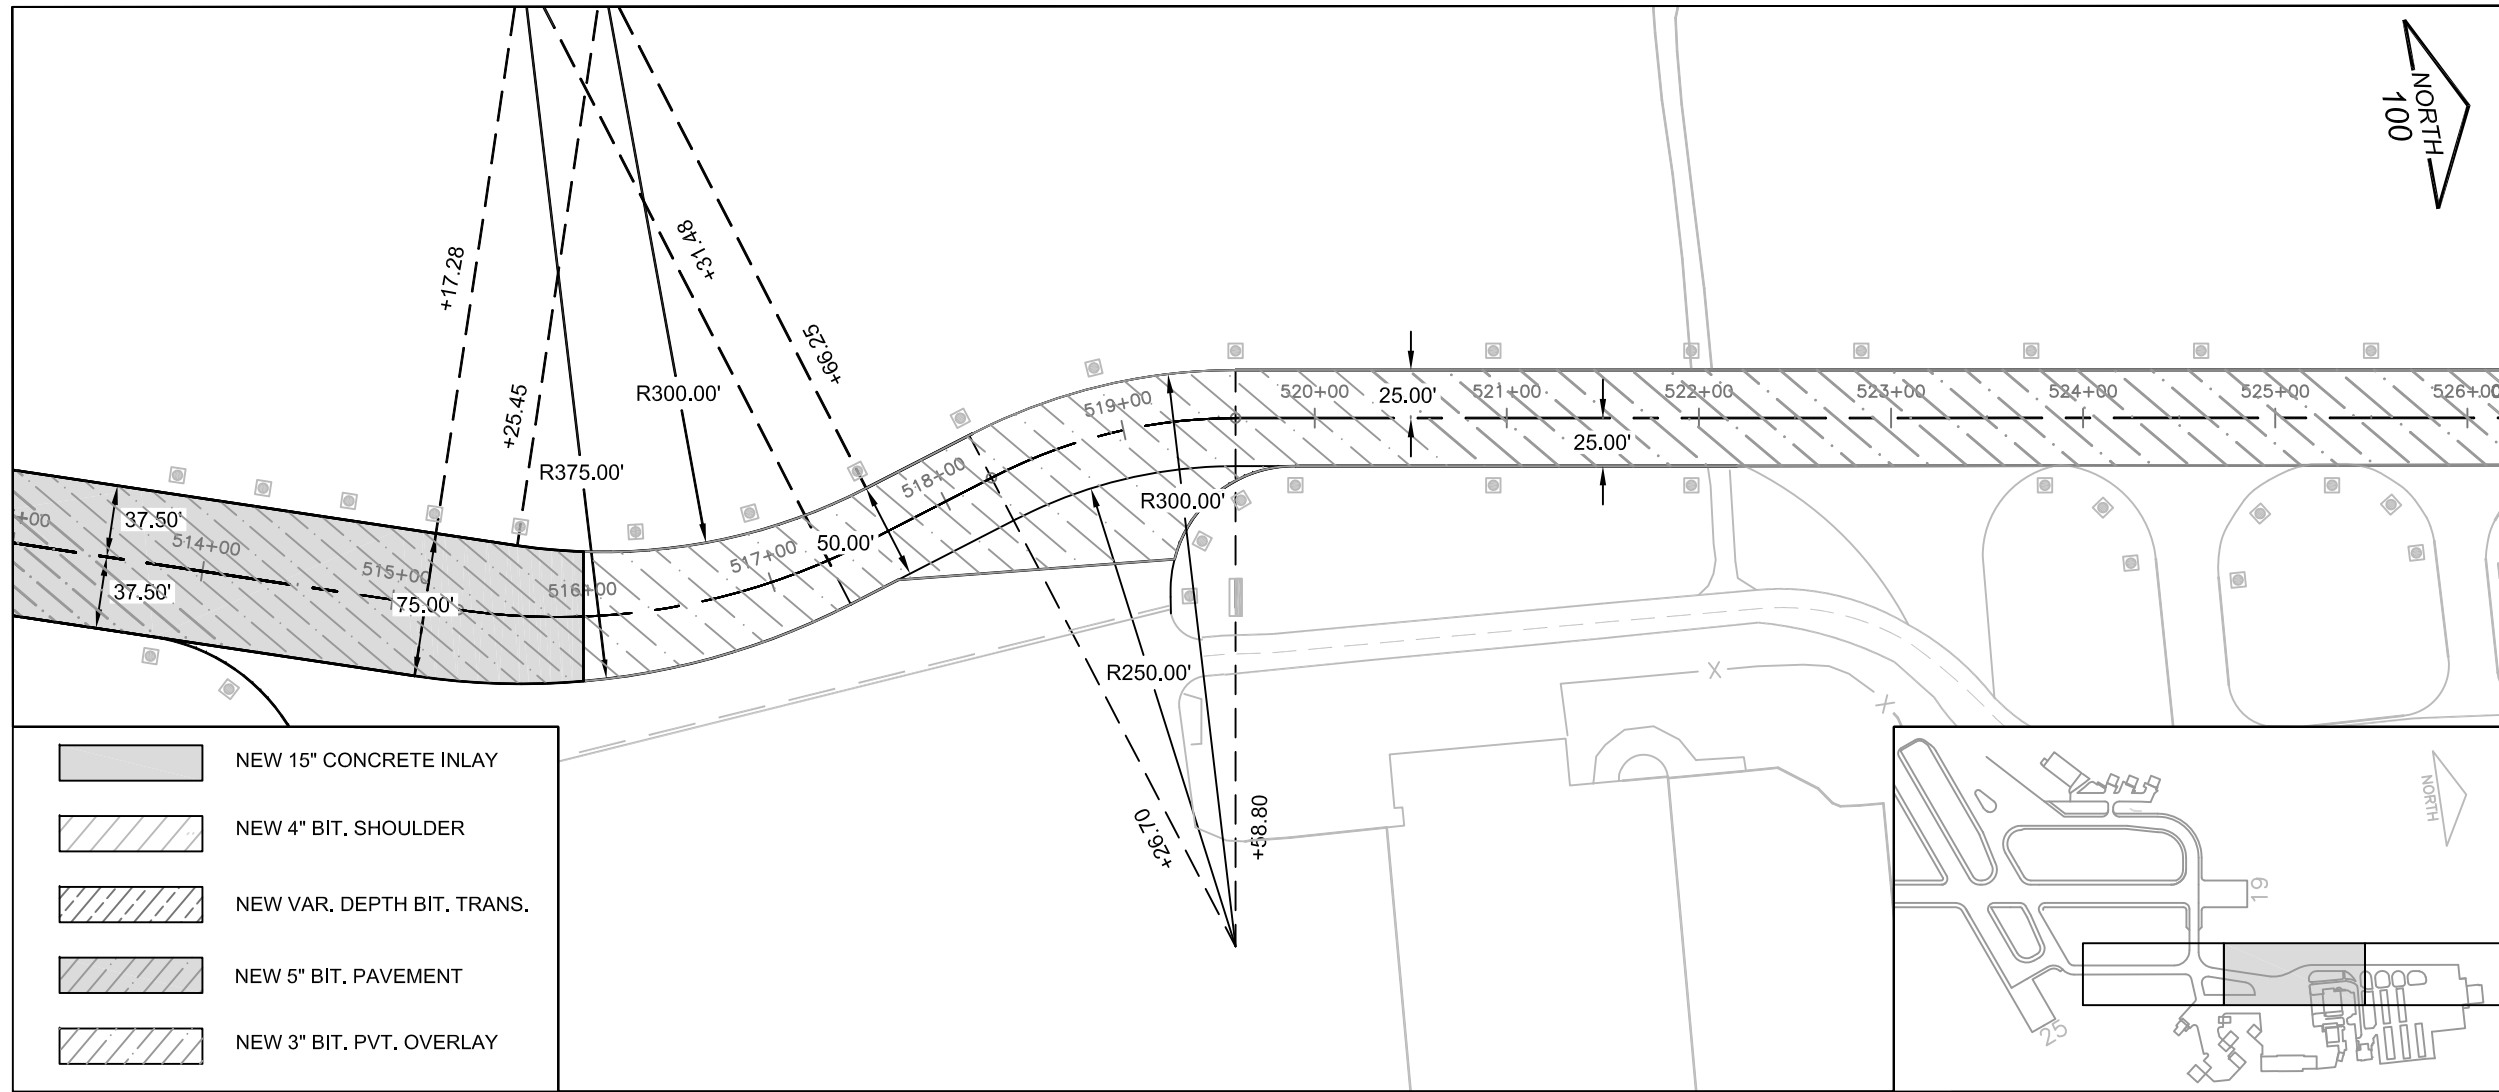 NORTH
100
+17.28
+25.45
+31.48
+66.25
R300.00'
R375.00'
519+00
520+00
25.00'
521+00
522+00
523+00
524+00
525+00
526+00
25.00'
518+00
R300.00'
+00
37.50'
514+00
515+00
516+00
517+00
50.00'
37.50'
75.00'
R250.00'
X
X
+26.70
+58.80
NEW 15" CONCRETE INLAY
NEW 4" BIT. SHOULDER
NEW VAR. DEPTH BIT. TRANS.
NEW 5" BIT. PAVEMENT
NEW 3" BIT. PVT. OVERLAY
NORTH
19
25